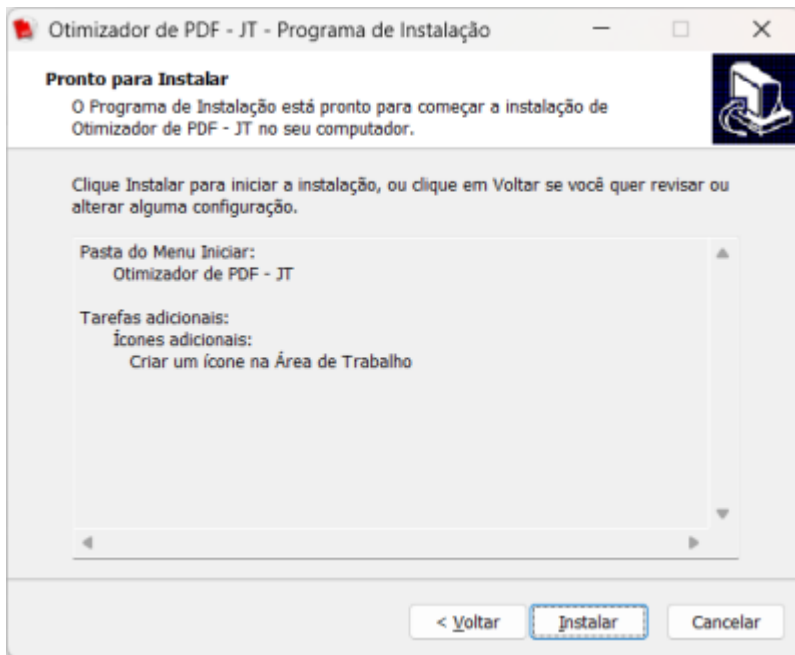 Otimizador de PDF - JT - Programa de Instalação
Pronto para Instalar
O Programa de Instalação está pronto para começar a instalação de
Otimizador de PDF - JT no seu computador.
Clique Instalar para iniciar a instalação, ou clique em Voltar se você quer revisar ou
alterar alguma configuração.
Pasta do Menu Iniciar:
Otimizador de PDF - JT
Tarefas adicionais:
Ícones adicionais:
Criar um ícone na Área de Trabalho
< Voltar
Instalar
Cancelar